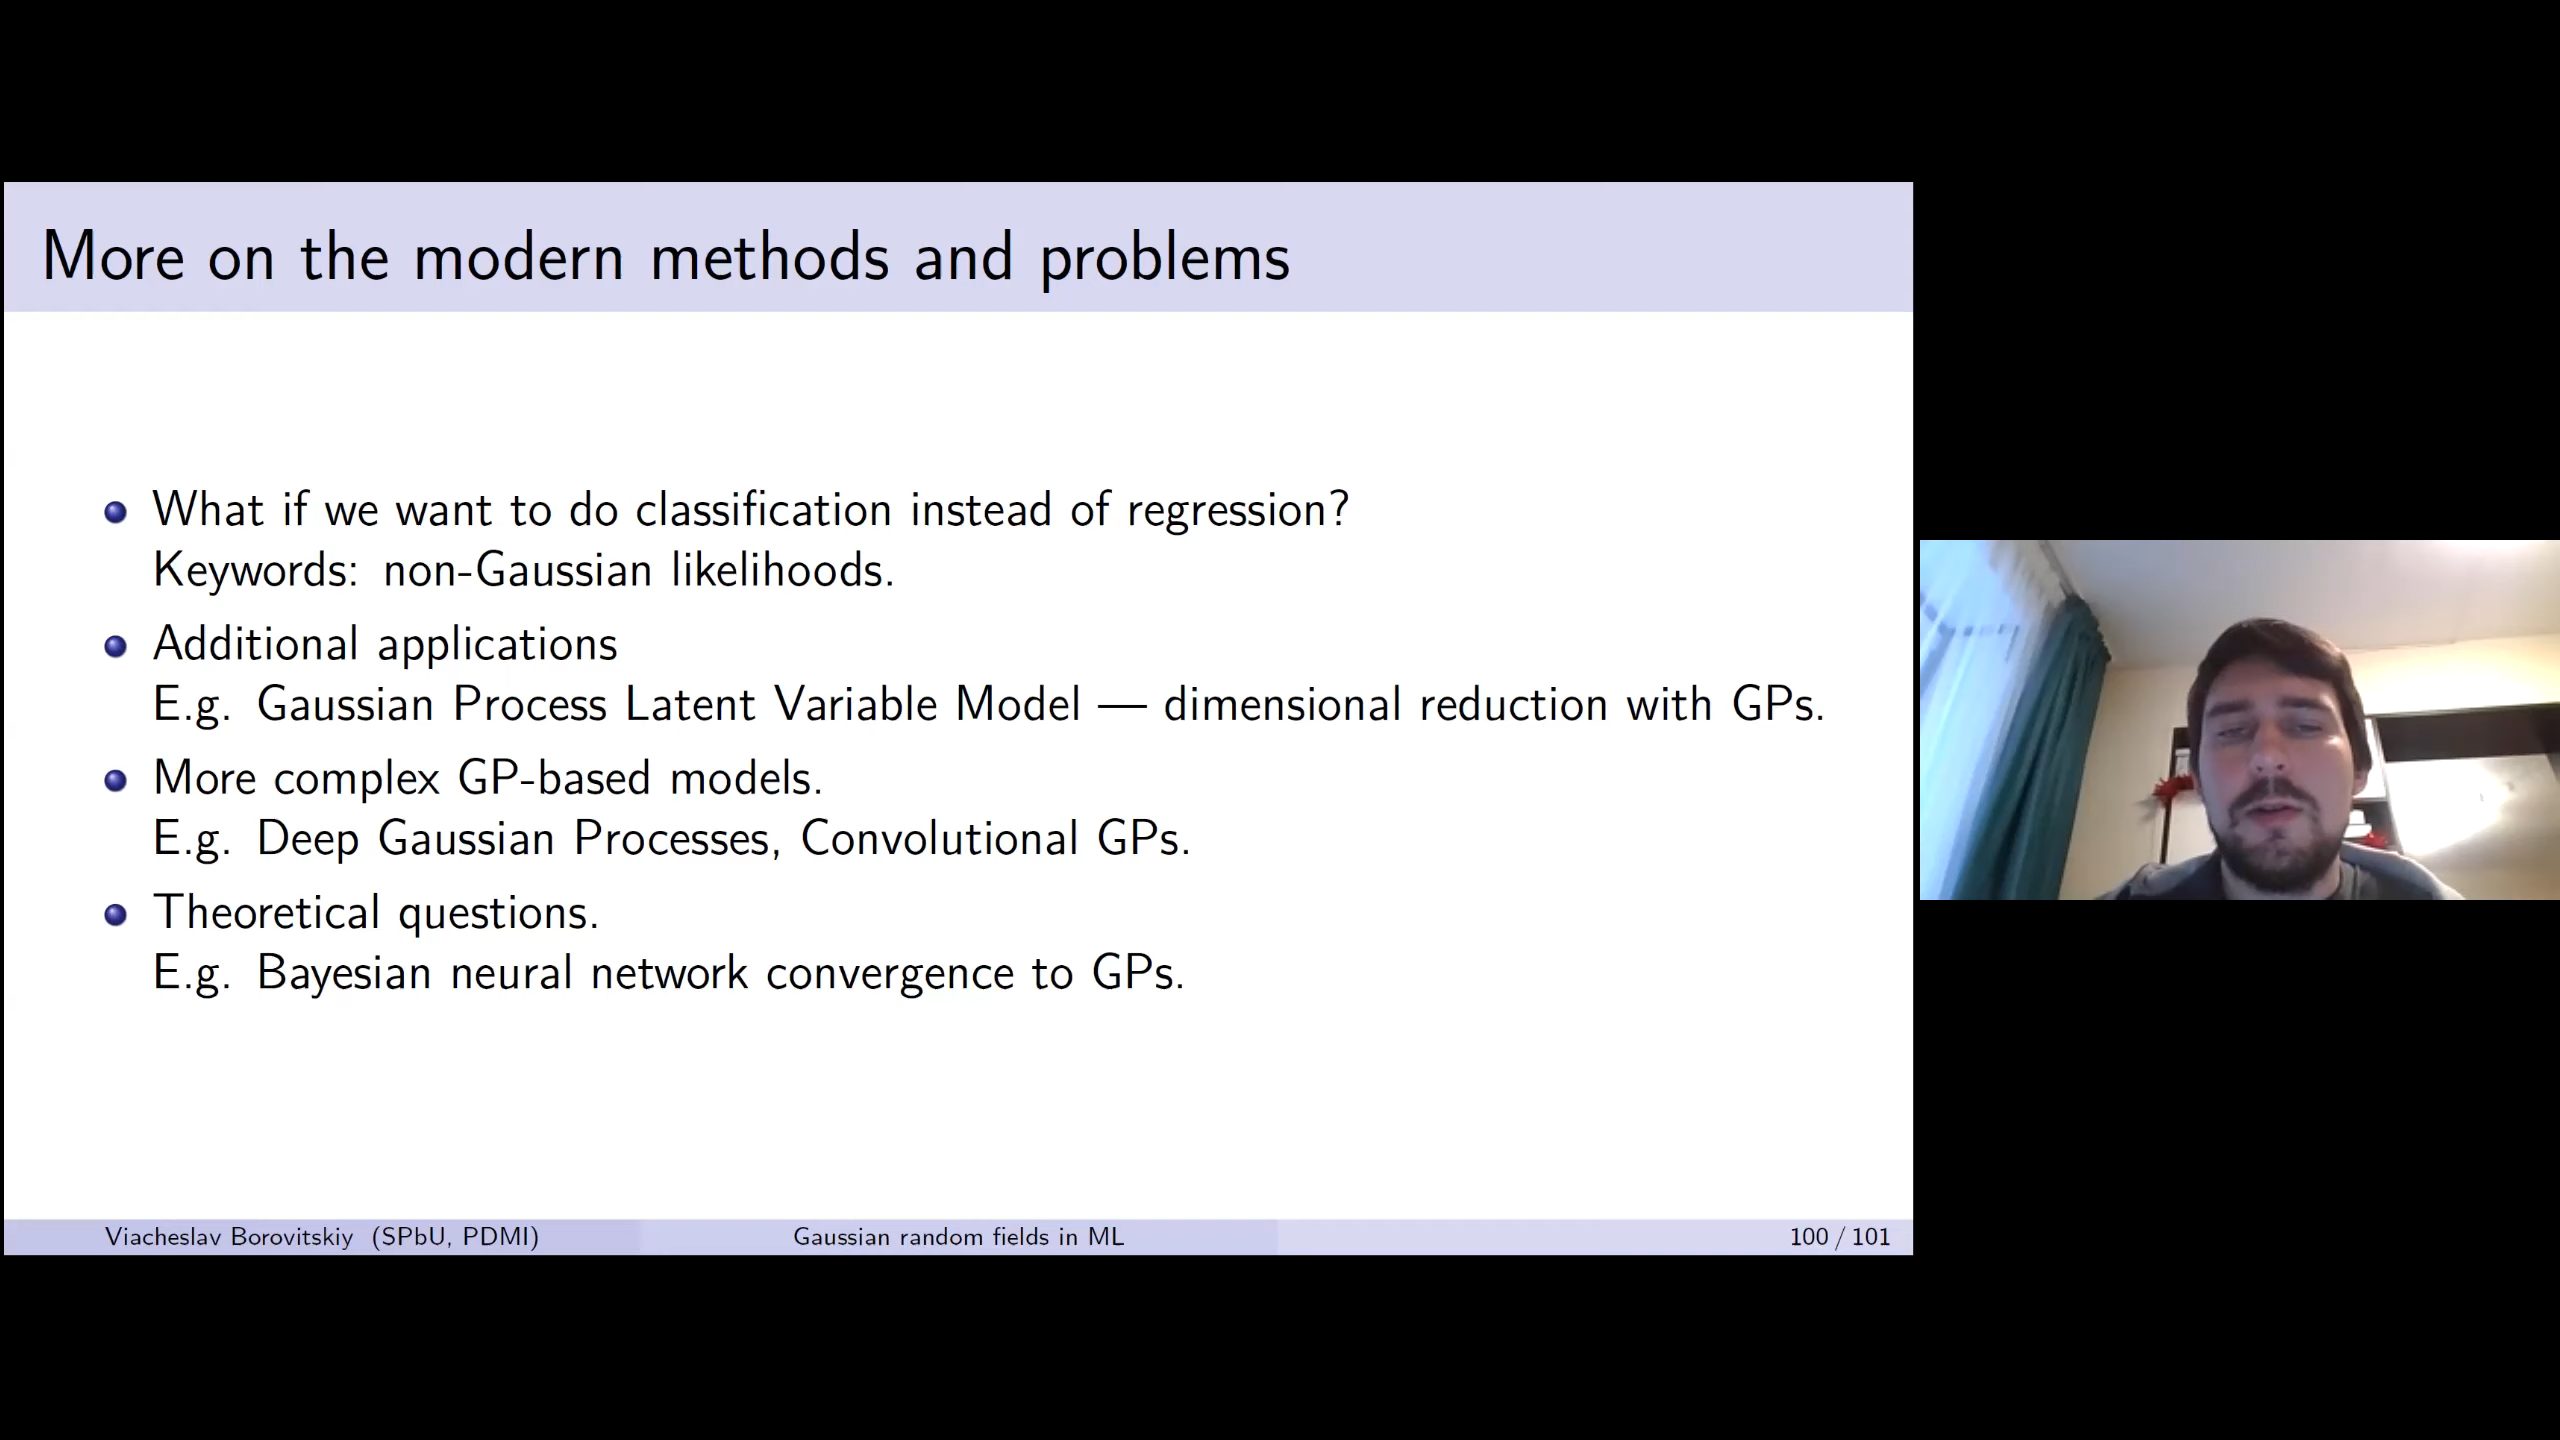 More on the modern methods and problems
What if we want to do classification instead of regression?
Keywords: non-Gaussian likelihoods.
Additional applications
E.g. Gaussian Process Latent Variable Model — dimensional reduction with GPs.
More complex GP-based models.
E.g. Deep Gaussian Processes, Convolutional GPs.
Theoretical questions.
E.g. Bayesian neural network convergence to GPs.
Viacheslav Borovitskiy (SPbU, PDMI)
Gaussian random fields in ML
100 / 101